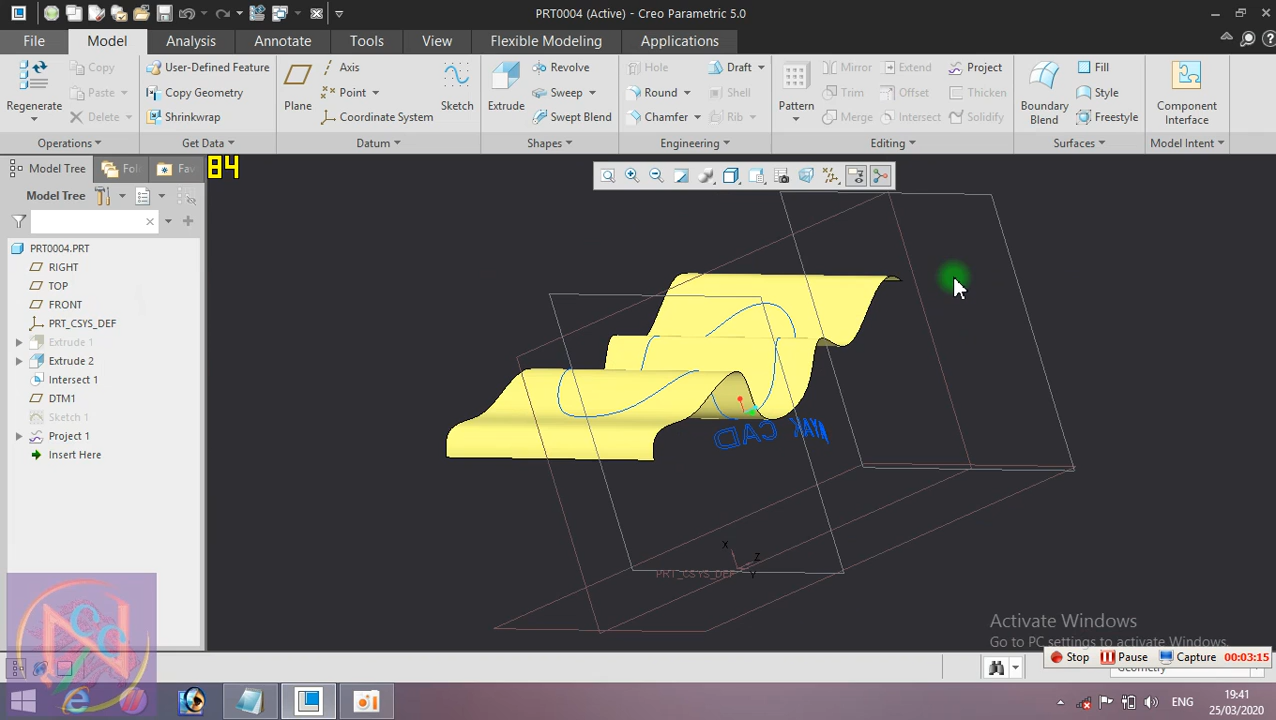 PRT0004 (Active) - Creo Parametric 5.0
File Model Analysis Annotate Tools View Flexible Modeling Applications
Regenerate
Copy
Paste
Delete
Operations
User-Defined Feature
Copy Geometry
Shrinkwrap
Get Data
Plane
Axis
Point
Coordinate System
Sketch
Datum
Extrude
Revolve
Sweep
Swept Blend
Shapes
Hole
Round
Chamfer
Draft
Shell
Rib
Engineering
Pattern
Mirror
Trim
Merge
Extend
Offset
Intersect
Project
Thicken
Solidify
Editing
Boundary
Blend
Fill
Style
Freestyle
Surfaces
Component
Interface
Model Intent
Model Tree Fol Fav
84
Model Tree
PRT0004.PRT
RIGHT
TOP
FRONT
PRT_CSYS_DEF
Extrude 1
Extrude 2
Intersect 1
DTM1
Sketch 1
Project 1
Insert Here
CAD
X
Z
Y
PRT_CSYS_DEF
Activate Windows
Go to PC settings to activate Windows.
Stop Pause Capture 00:03:15
ENG
19:41
25/03/2020